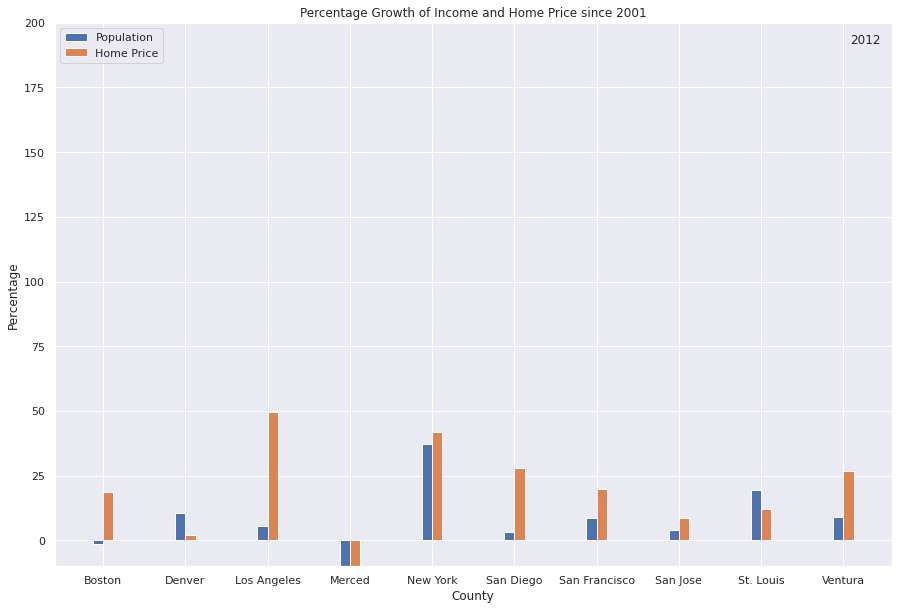 Percentage Growth of Income and Home Price since 2001
200
175
150
125
100
75
50
25
0
Percentage
Population
Home Price
2012
Boston Denver Los Angeles Merced New York San Diego San Francisco San Jose St. Louis Ventura
County